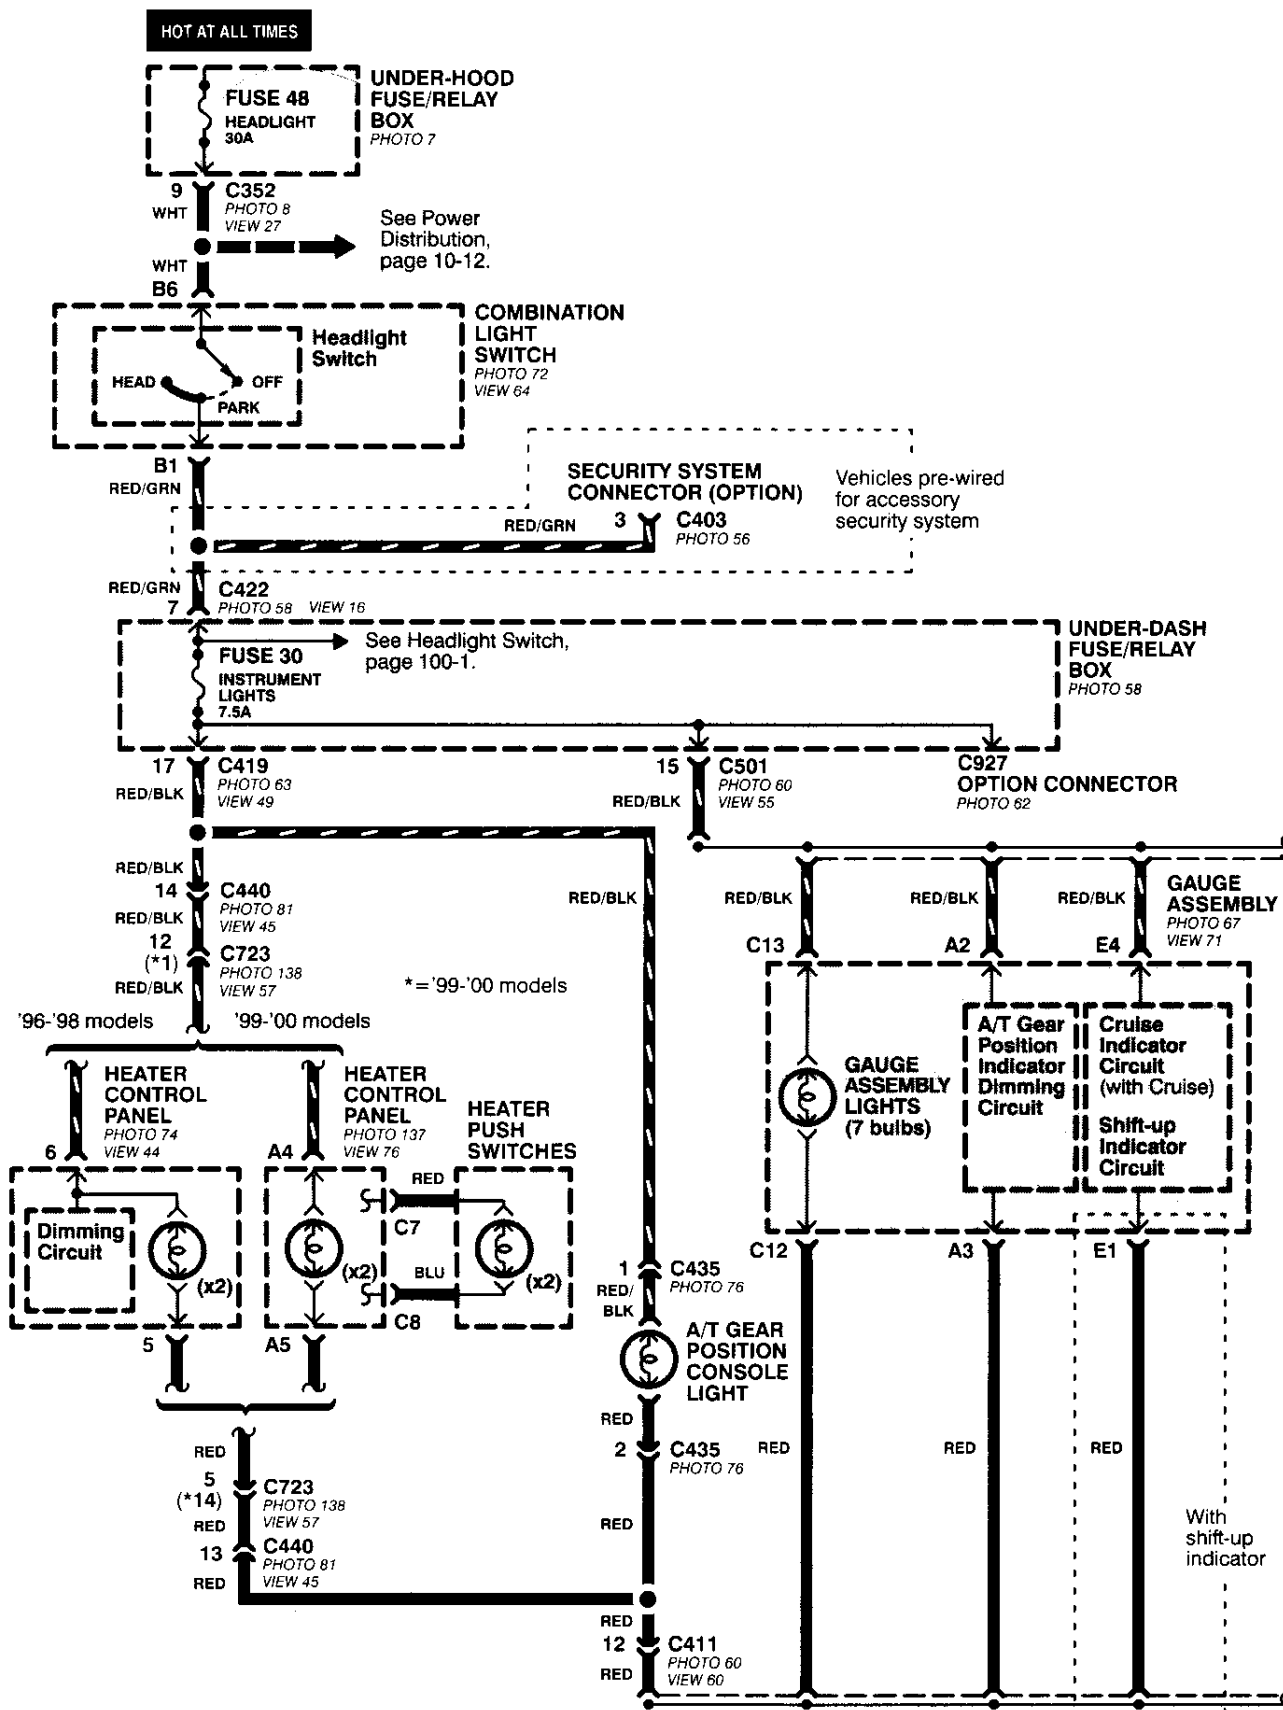 HOT AT ALL TIMES
UNDER-HOOD
FUSE/RELAY
BOX
PHOTO 7
FUSE 48
HEADLIGHT
30A
9
C352
PHOTO 8
VIEW 27
WHT
See Power
Distribution,
page 10-12.
WHT
B6
COMBINATION
LIGHT
SWITCH
PHOTO 72
VIEW 64
Headlight
Switch
HEAD
OFF
PARK
B1
RED/GRN
SECURITY SYSTEM
CONNECTOR (OPTION)
Vehicles pre-wired
for accessory
security system
RED/GRN
3
C403
PHOTO 56
RED/GRN
7
C422
PHOTO 58 VIEW 16
UNDER-DASH
FUSE/RELAY
BOX
PHOTO 58
See Headlight Switch,
page 100-1.
FUSE 30
INSTRUMENT
LIGHTS
7.5A
17
C419
PHOTO 63
VIEW 49
RED/BLK
15
C501
PHOTO 60
VIEW 55
RED/BLK
C927
OPTION CONNECTOR
PHOTO 62
RED/BLK
14
C440
PHOTO 81
VIEW 45
RED/BLK
12
(*1)
C723
PHOTO 138
VIEW 57
RED/BLK
*='99-'00 models
RED/BLK
RED/BLK
RED/BLK
RED/BLK
GAUGE
ASSEMBLY
PHOTO 67
VIEW 71
C13
A2
E4
'96-'98 models
'99-'00 models
HEATER
CONTROL
PANEL
PHOTO 74
VIEW 44
6
HEATER
CONTROL
PANEL
PHOTO 137
VIEW 76
A4
HEATER
PUSH
SWITCHES
GAUGE
ASSEMBLY
LIGHTS
(7 bulbs)
A/T Gear
Position
Indicator
Dimming
Circuit
Cruise
Indicator
Circuit
(with Cruise)
Shift-up
Indicator
Circuit
Dimming
Circuit
(x2)
(x2)
RED
C7
BLU
C8
(x2)
5
A5
C12
A3
E1
1
C435
PHOTO 76
RED/
BLK
A/T GEAR
POSITION
CONSOLE
LIGHT
RED
2
C435
PHOTO 76
RED
RED
RED
RED
RED
5
(*14)
C723
PHOTO 138
VIEW 57
RED
13
C440
PHOTO 81
VIEW 45
RED
With
shift-up
indicator
RED
12
C411
PHOTO 60
VIEW 60
RED